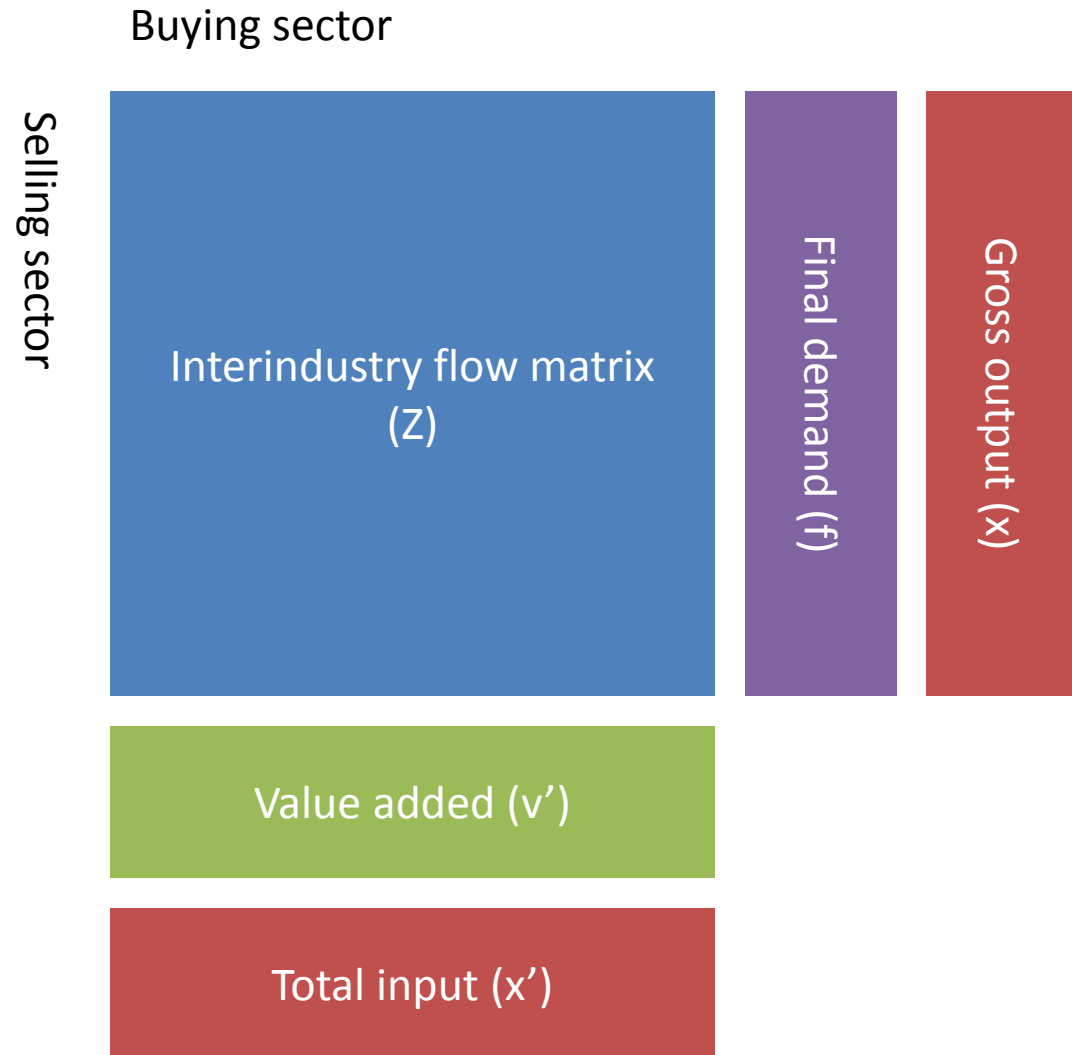 Buying sector
Selling sector
Interindustry flow matrix
(Z)
Final demand (f)
Gross output (x)
Value added (v’)
Total input (x’)